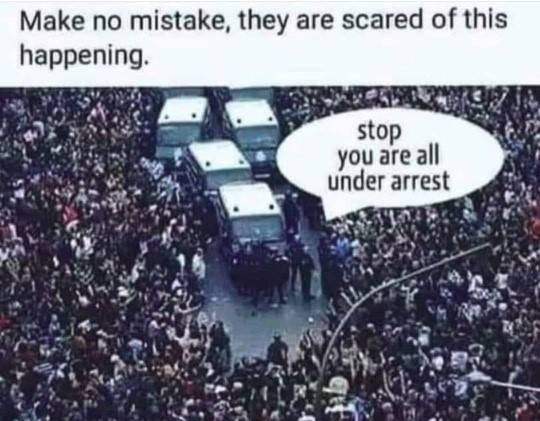 Make no mistake, they are scared of this
happening.
stop
you are all
under arrest